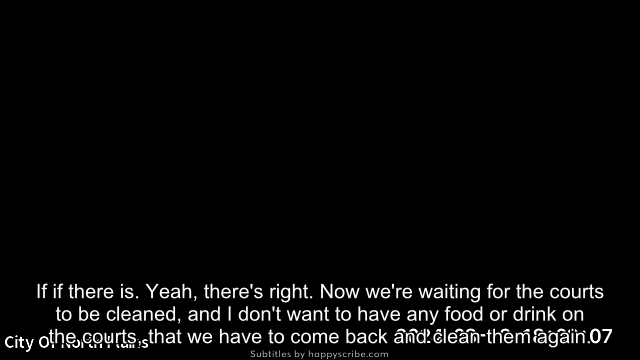 If if there is. Yeah, there's right. Now we're waiting for the courts
to be cleaned, and I don't want to have any food or drink on
the courts, that we have to come back and clean them again.
City Of North Plains
Subtitles by happyscribe.com